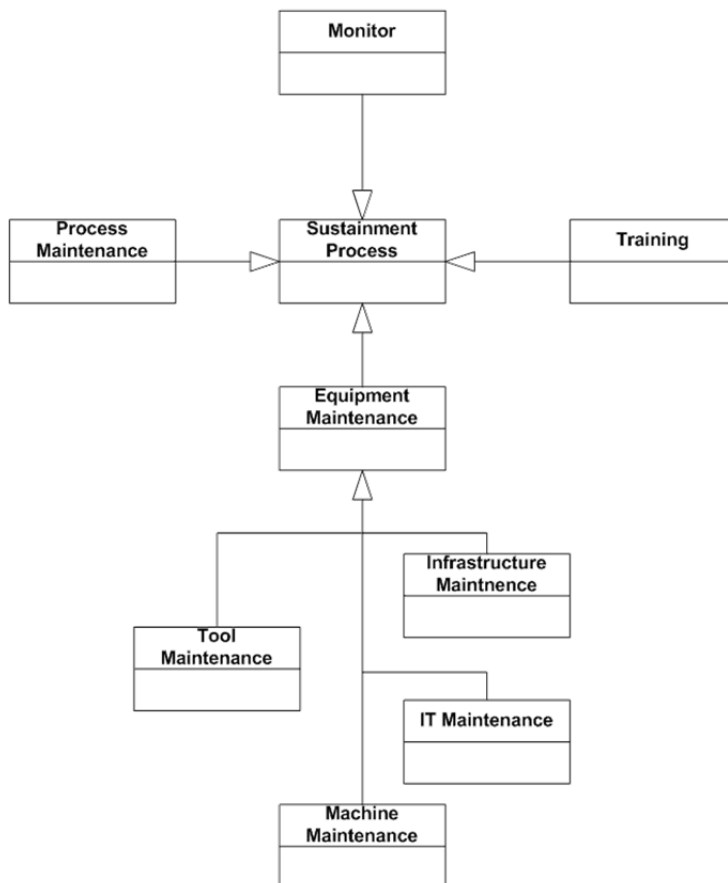 Monitor
Process
Maintenance
Sustainment
Process
Training
Equipment
Maintenance
Infrastructure
Maintnence
Tool
Maintenance
IT Maintenance
Machine
Maintenance